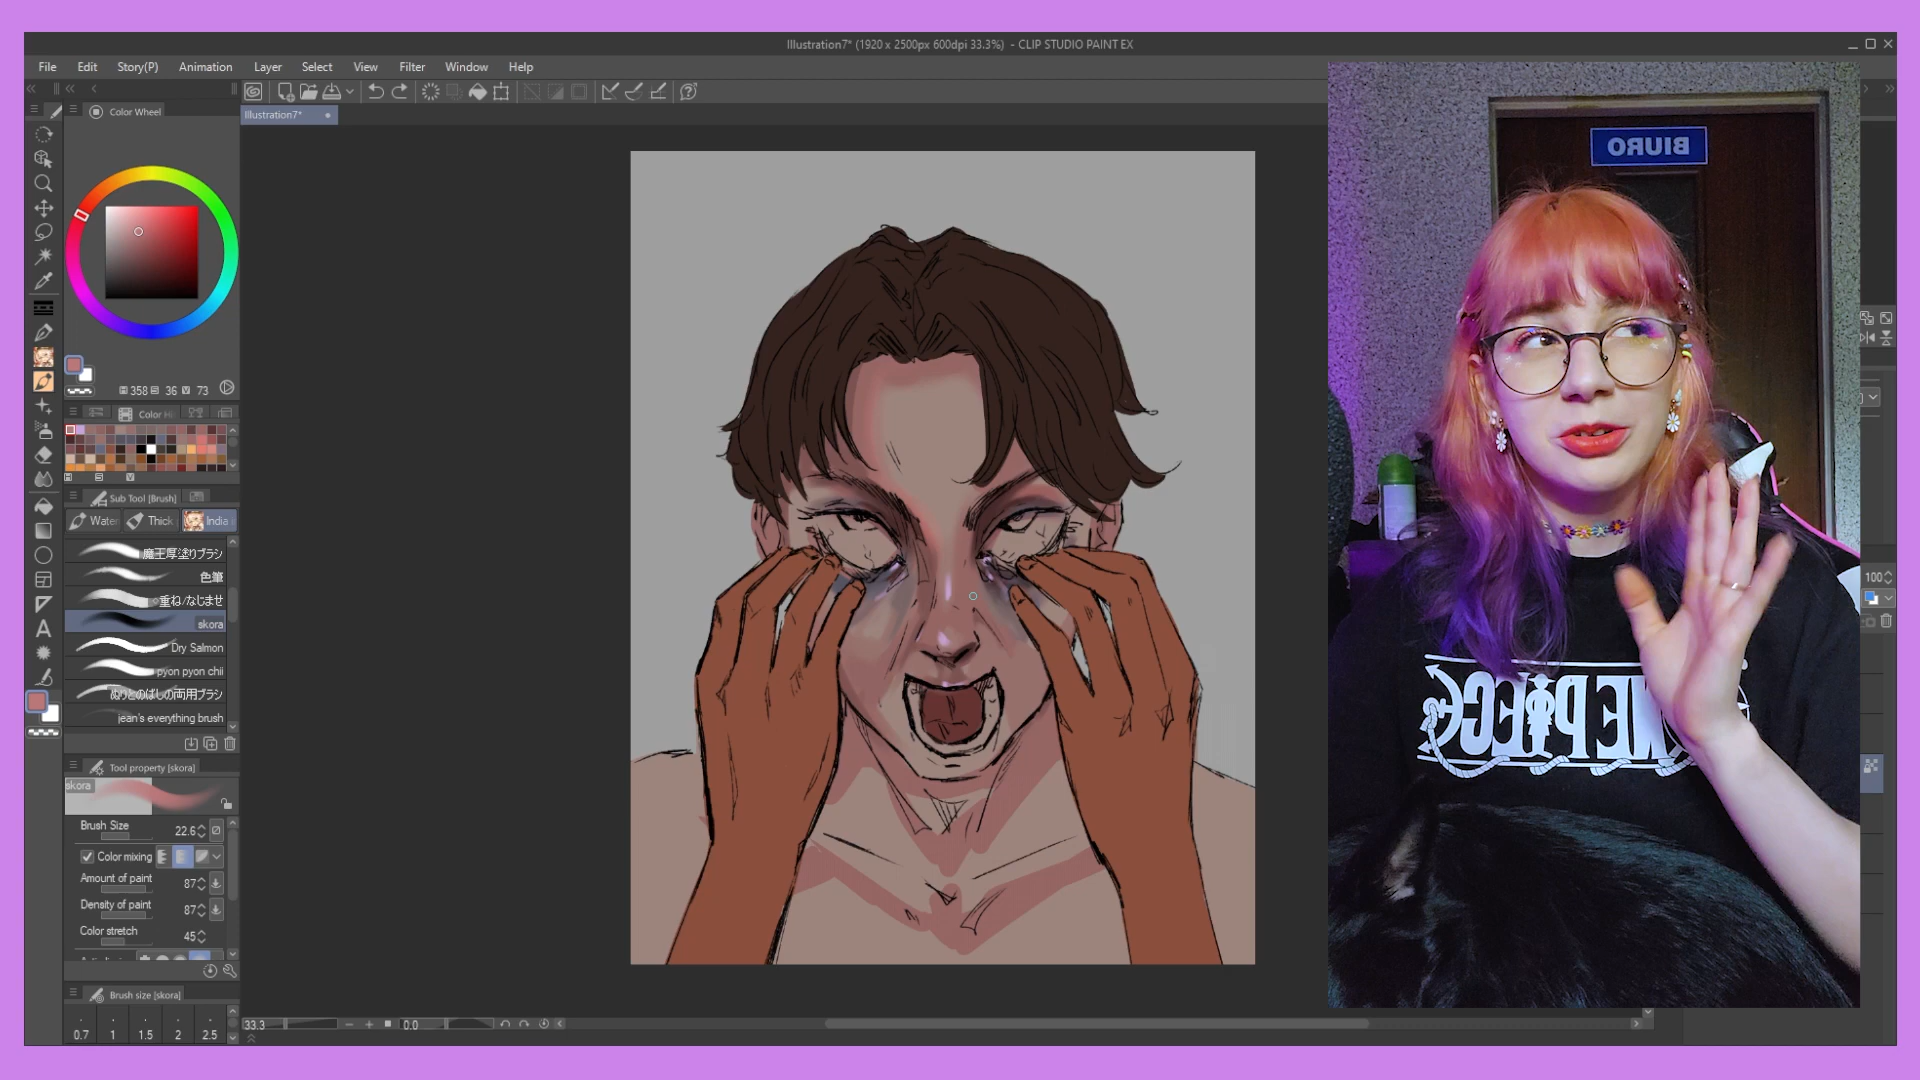 Illustration7* (1920 x 2500px 600dpi 33.3%) - CLIP STUDIO PAINT EX
File Edit Story(P) Animation Layer Select View Filter Window Help
Color Wheel
Illustration7*
358 36 73
Color Hi
Sub Tool [Brush]
Water Thick India
魔王厚塗りブラシ
色筆
重ね/なじませ
skora
Dry Salmon
pyon pyon chii
ぬりとのばしの両用ブラシ
jean's everything brush
Tool property [skora]
skora
Brush Size 22.6
Color mixing
Amount of paint 87
Density of paint 87
Color stretch 45
Brush size [skora]
0.7 1 1.5 2 2.5
33.3 0.0
100
BIURO
ONE PIECE